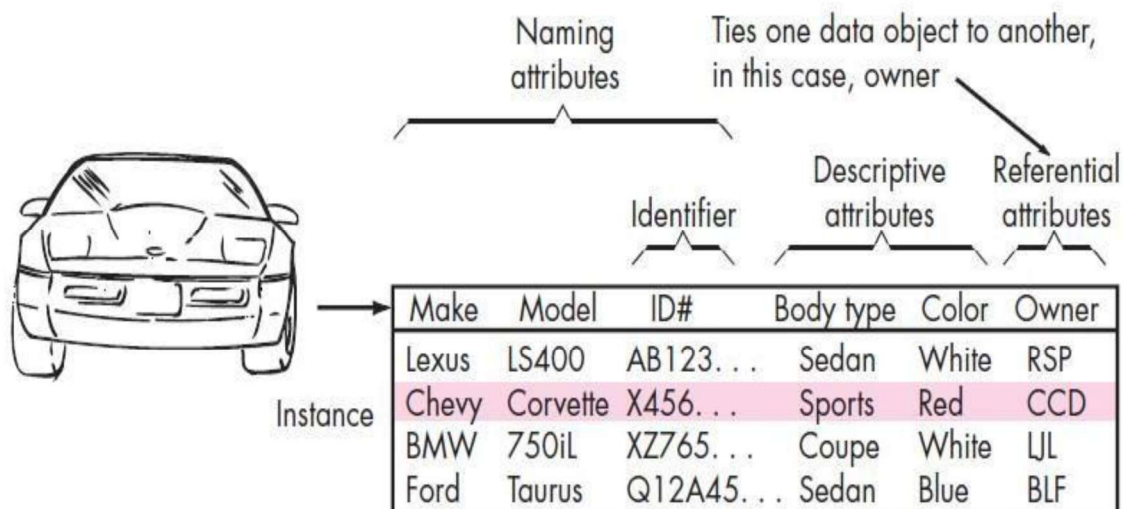 Naming
attributes
Ties one data object to another,
in this case, owner
Identifier
Descriptive
attributes
Referential
attributes
Make Model ID# Body type Color Owner
Lexus LS400 AB123. . . Sedan White RSP
Instance
Chevy Corvette X456. . . Sports Red CCD
BMW 750iL XZ765. . . Coupe White LJL
Ford Taurus Q12A45. . . Sedan Blue BLF